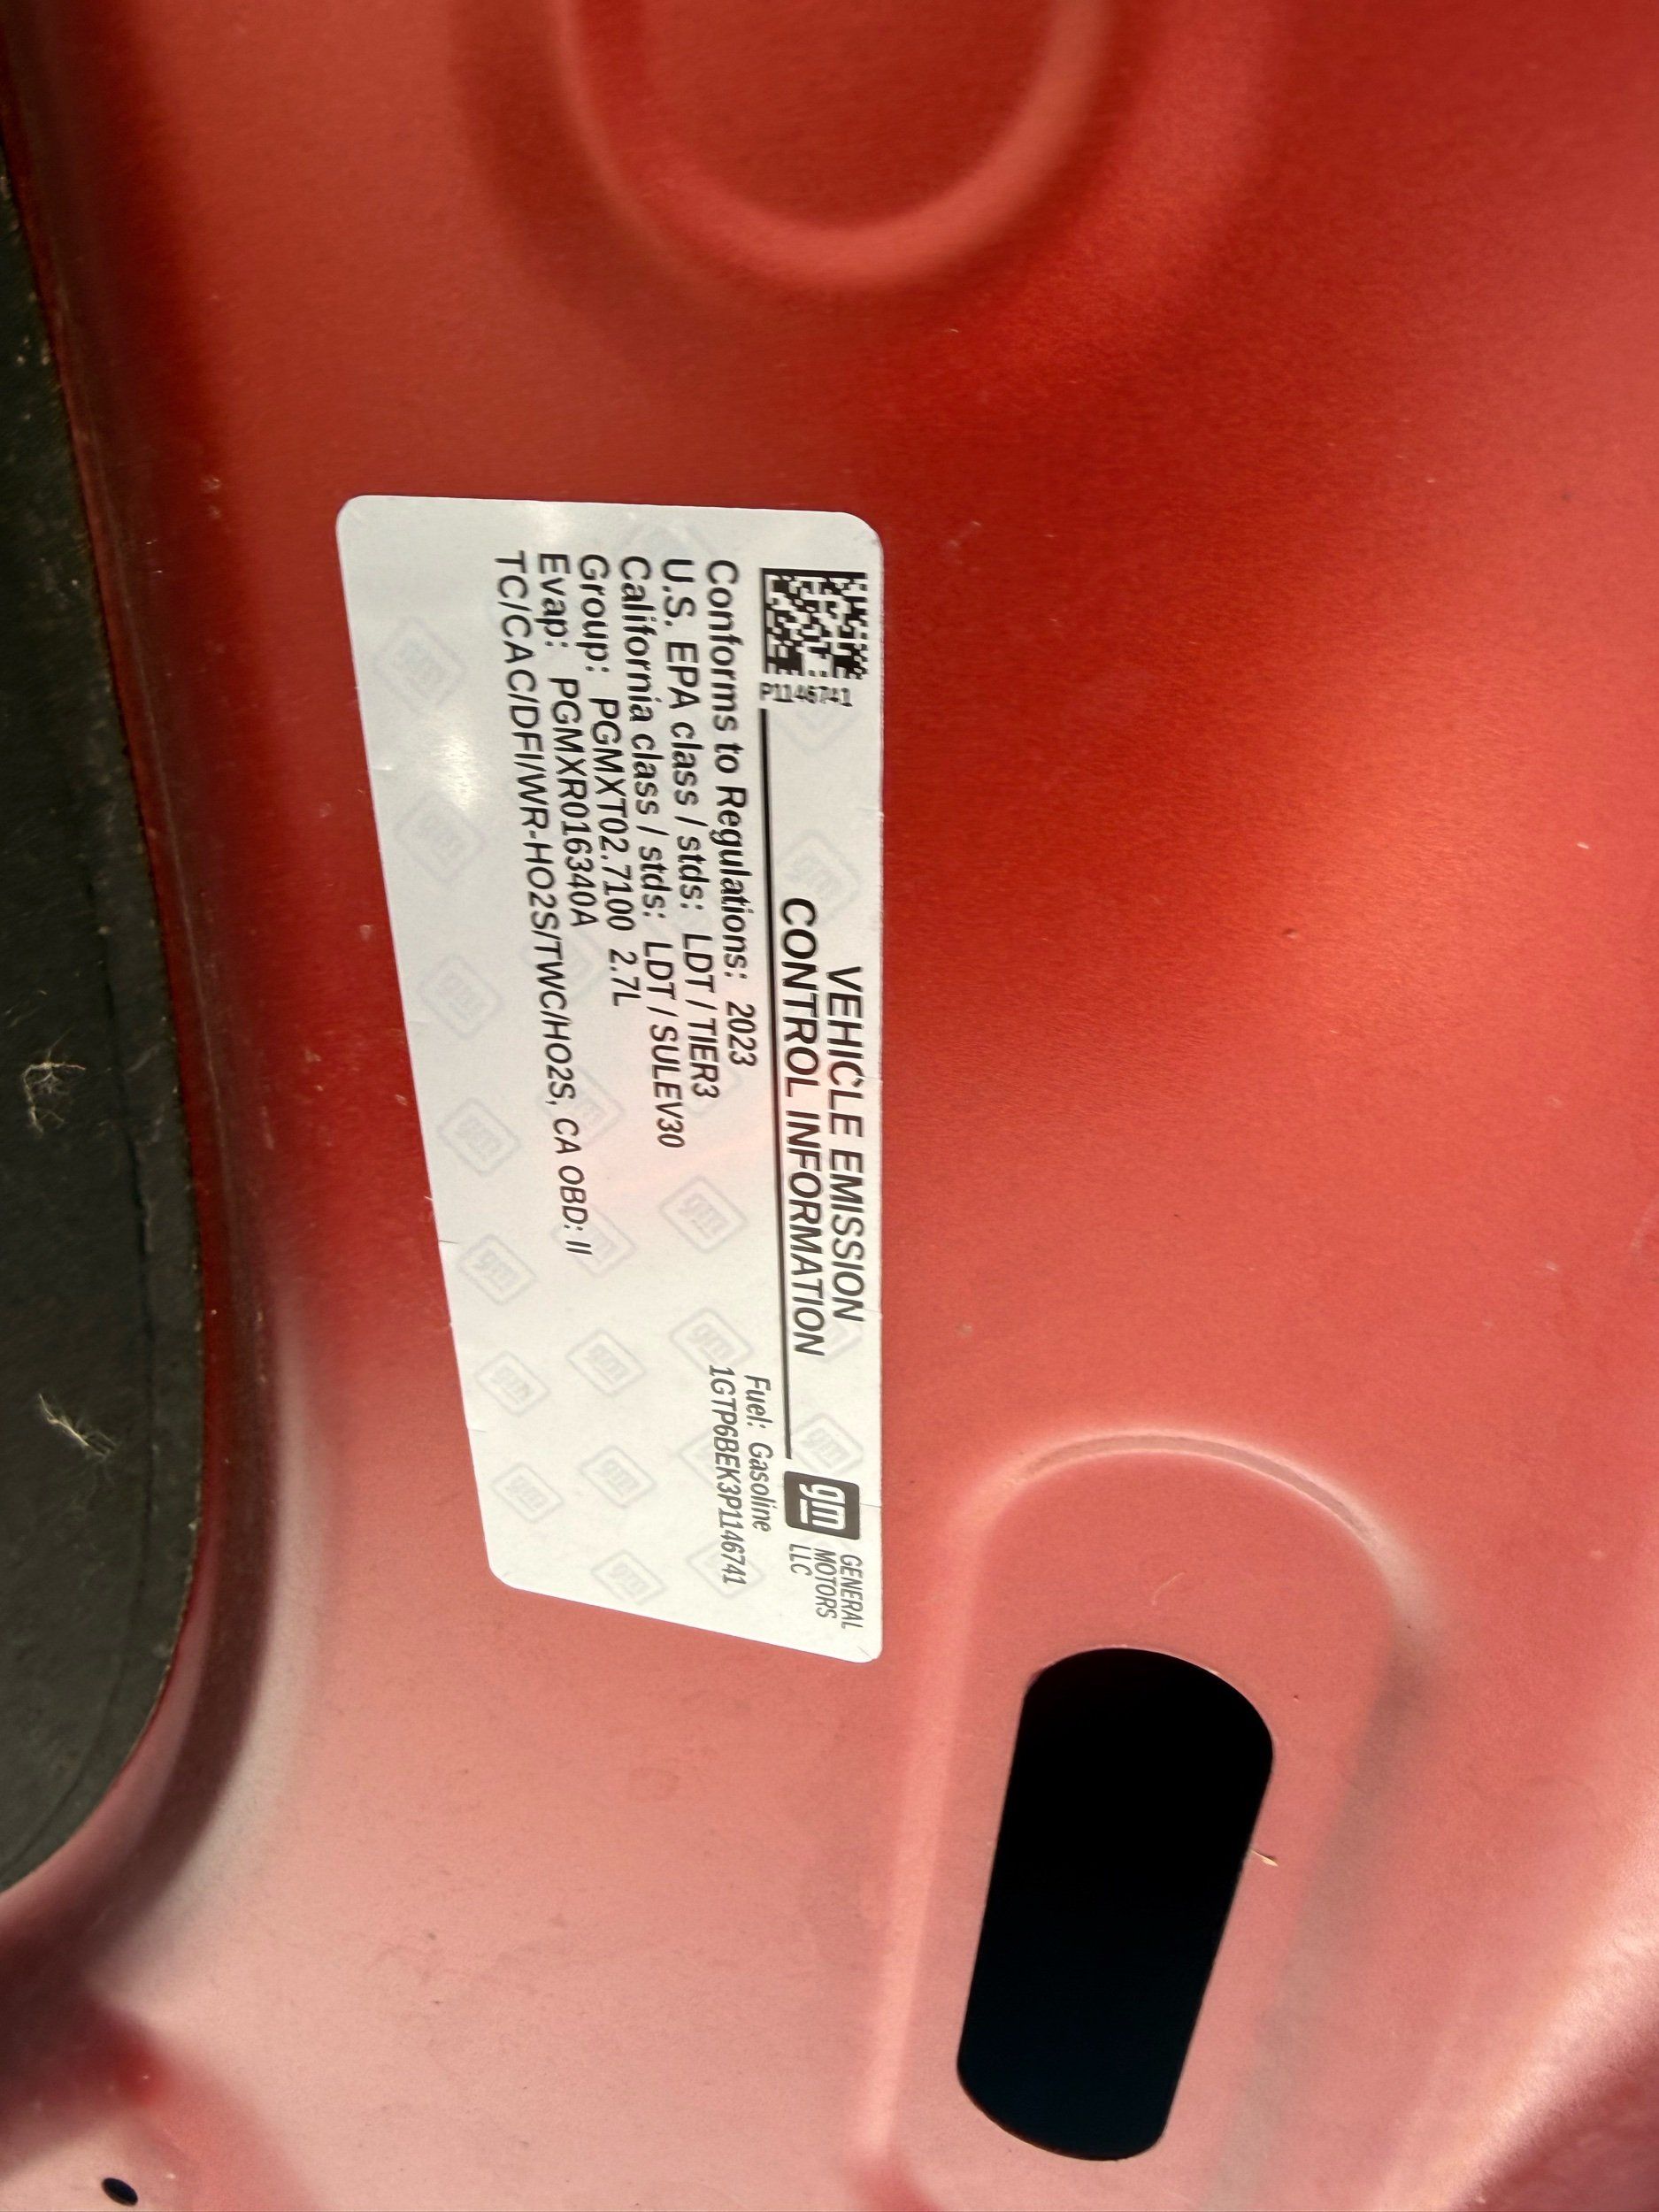 VEHICLE EMISSION
CONTROL INFORMATION
gm
GENERAL
MOTORS
LLC
P1146741
Conforms to Regulations: 2023
U.S. EPA class / stds: LDT / TIER3
California class / stds: LDT / SULEV30
Group: PGMXT02.7100 2.7L
Evap: PGMXR016340A
TC/CAC/DFI/WR-HO2S/TWC/HO2S, CA OBD: II
Fuel: Gasoline
1GTP6BEK3P1146741